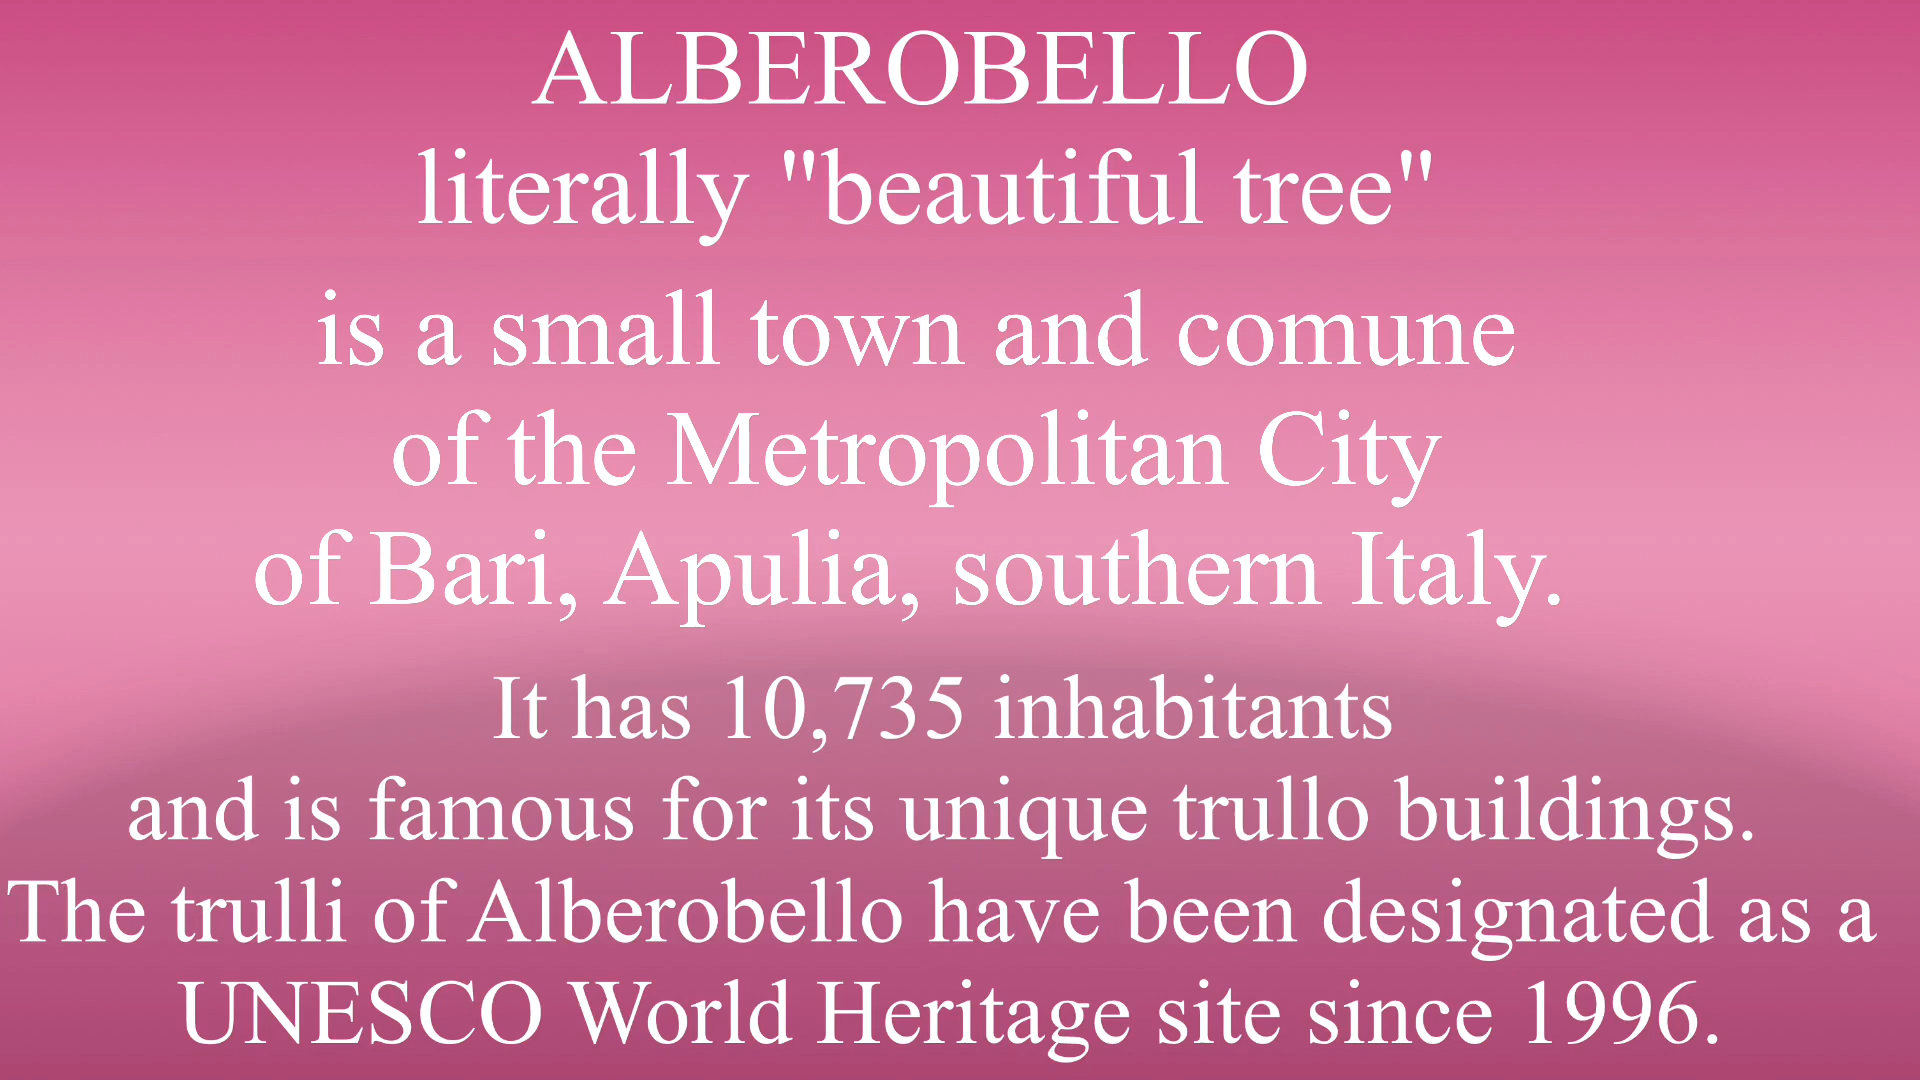 ALBEROBELLO
literally "beautiful tree"
is a small town and comune
of the Metropolitan City
of Bari, Apulia, southern Italy.
It has 10,735 inhabitants
and is famous for its unique trullo buildings.
The trulli of Alberobello have been designated as a
UNESCO World Heritage site since 1996.